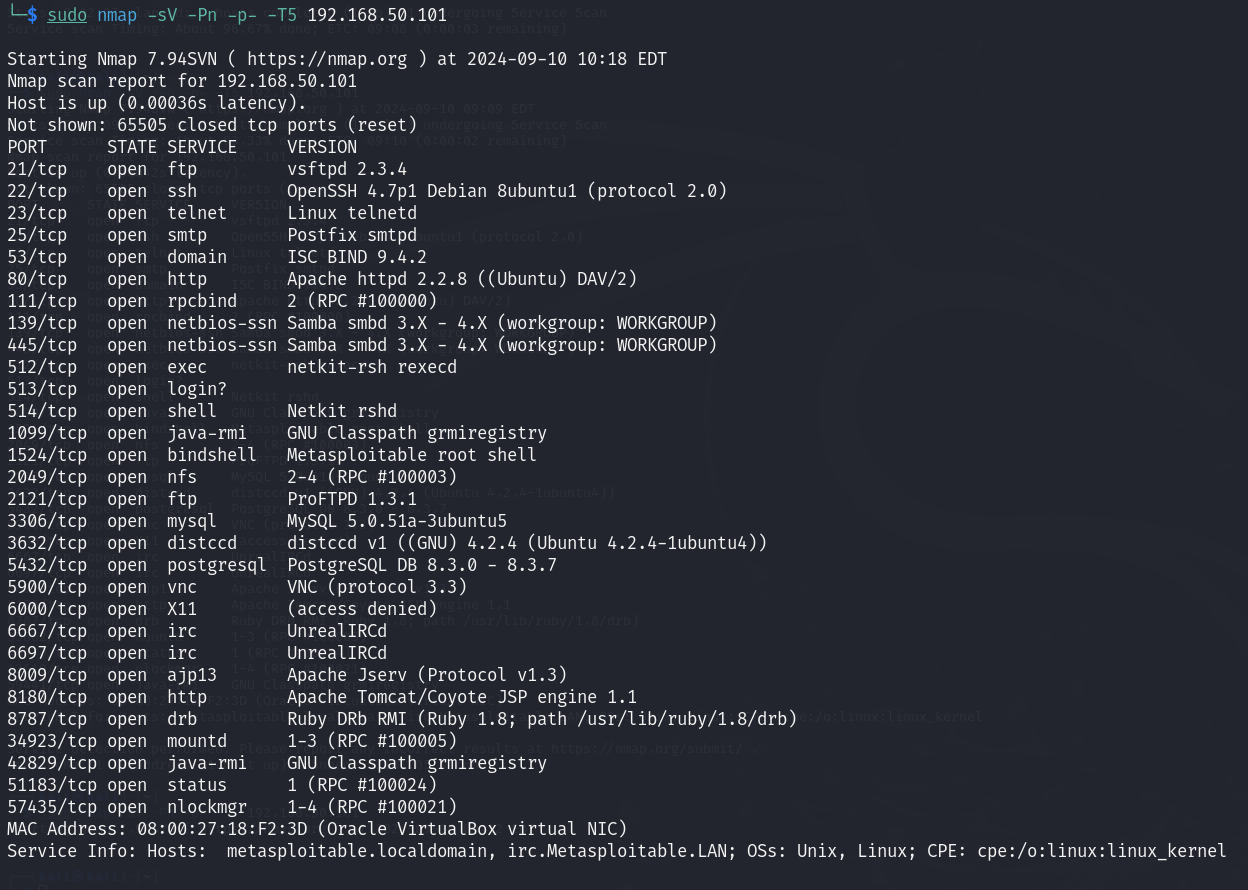 └─$ sudo nmap -sV -Pn -p- -T5 192.168.50.101
Starting Nmap 7.94SVN ( https://nmap.org ) at 2024-09-10 10:18 EDT
Nmap scan report for 192.168.50.101
Host is up (0.00036s latency).
Not shown: 65505 closed tcp ports (reset)
PORT      STATE SERVICE     VERSION
21/tcp    open  ftp         vsftpd 2.3.4
22/tcp    open  ssh         OpenSSH 4.7p1 Debian 8ubuntu1 (protocol 2.0)
23/tcp    open  telnet      Linux telnetd
25/tcp    open  smtp        Postfix smtpd
53/tcp    open  domain      ISC BIND 9.4.2
80/tcp    open  http        Apache httpd 2.2.8 ((Ubuntu) DAV/2)
111/tcp   open  rpcbind     2 (RPC #100000)
139/tcp   open  netbios-ssn Samba smbd 3.X - 4.X (workgroup: WORKGROUP)
445/tcp   open  netbios-ssn Samba smbd 3.X - 4.X (workgroup: WORKGROUP)
512/tcp   open  exec        netkit-rsh rexecd
513/tcp   open  login?
514/tcp   open  shell       Netkit rshd
1099/tcp  open  java-rmi    GNU Classpath grmiregistry
1524/tcp  open  bindshell   Metasploitable root shell
2049/tcp  open  nfs         2-4 (RPC #100003)
2121/tcp  open  ftp         ProFTPD 1.3.1
3306/tcp  open  mysql       MySQL 5.0.51a-3ubuntu5
3632/tcp  open  distccd     distccd v1 ((GNU) 4.2.4 (Ubuntu 4.2.4-1ubuntu4))
5432/tcp  open  postgresql  PostgreSQL DB 8.3.0 - 8.3.7
5900/tcp  open  vnc         VNC (protocol 3.3)
6000/tcp  open  X11         (access denied)
6667/tcp  open  irc         UnrealIRCd
6697/tcp  open  irc         UnrealIRCd
8009/tcp  open  ajp13       Apache Jserv (Protocol v1.3)
8180/tcp  open  http        Apache Tomcat/Coyote JSP engine 1.1
8787/tcp  open  drb         Ruby DRb RMI (Ruby 1.8; path /usr/lib/ruby/1.8/drb)
34923/tcp open  mountd      1-3 (RPC #100005)
42829/tcp open  java-rmi    GNU Classpath grmiregistry
51183/tcp open  status      1 (RPC #100024)
57435/tcp open  nlockmgr    1-4 (RPC #100021)
MAC Address: 08:00:27:18:F2:3D (Oracle VirtualBox virtual NIC)
Service Info: Hosts:  metasploitable.localdomain, irc.Metasploitable.LAN; OSs: Unix, Linux; CPE: cpe:/o:linux:linux_kernel